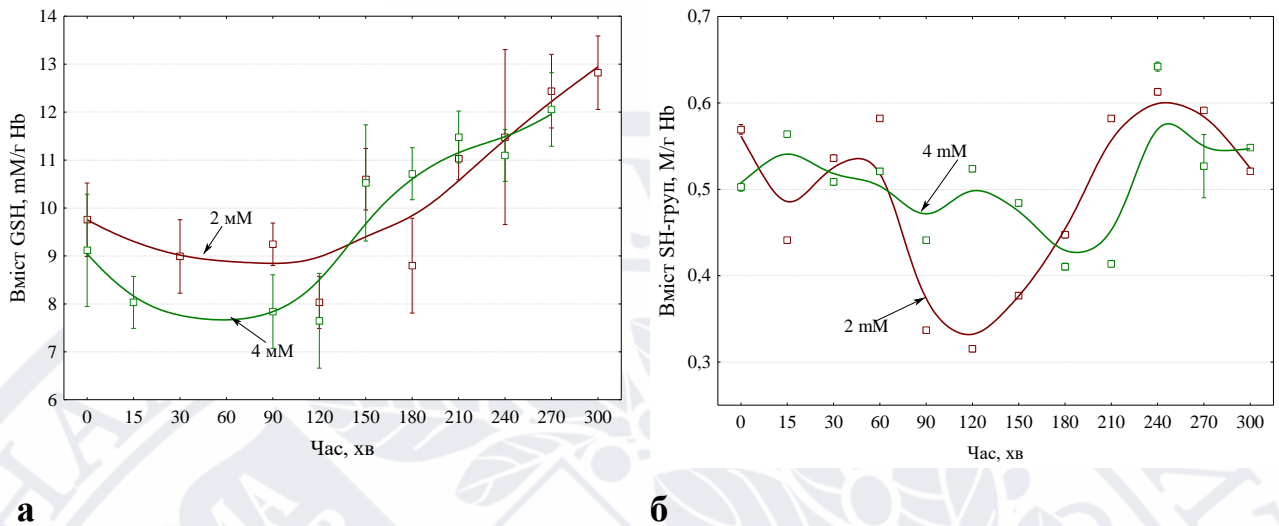 14
13
12
11
10
9
8
7
6
Вміст GSH, mM/г Hb
2 мМ
4 мМ
0 15 30 60 90 120 150 180 210 240 270 300
Час, хв
а
0,7
0,6
0,5
0,4
0,3
Вміст SH-груп, М/г Hb
4 mM
2 mM
0 15 30 60 90 120 150 180 210 240 270 300
Час, хв
б